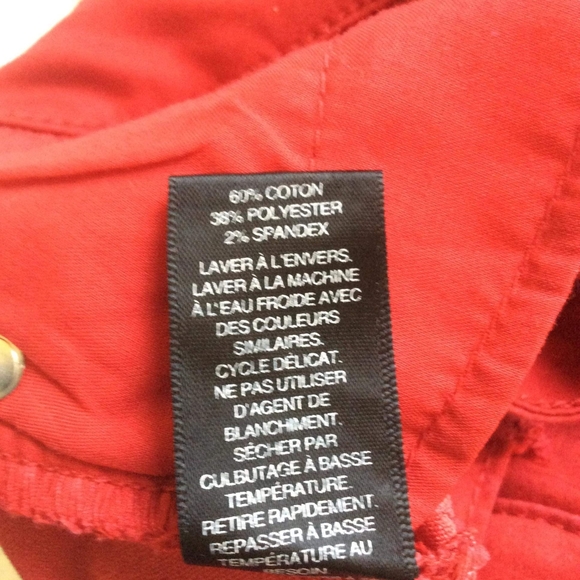 60% COTON
38% POLYESTER
2% SPANDEX
LAVER À L'ENVERS.
LAVER À LA MACHINE
À L'EAU FROIDE AVEC
DES COULEURS
SIMILAIRES.
CYCLE DÉLICAT.
NE PAS UTILISER
D'AGENT DE
BLANCHIMENT.
SÉCHER PAR
CULBUTAGE À BASSE
TEMPÉRATURE.
RETIRE RAPIDEMENT.
REPASSER À BASSE
TEMPÉRATURE AU
BESOIN